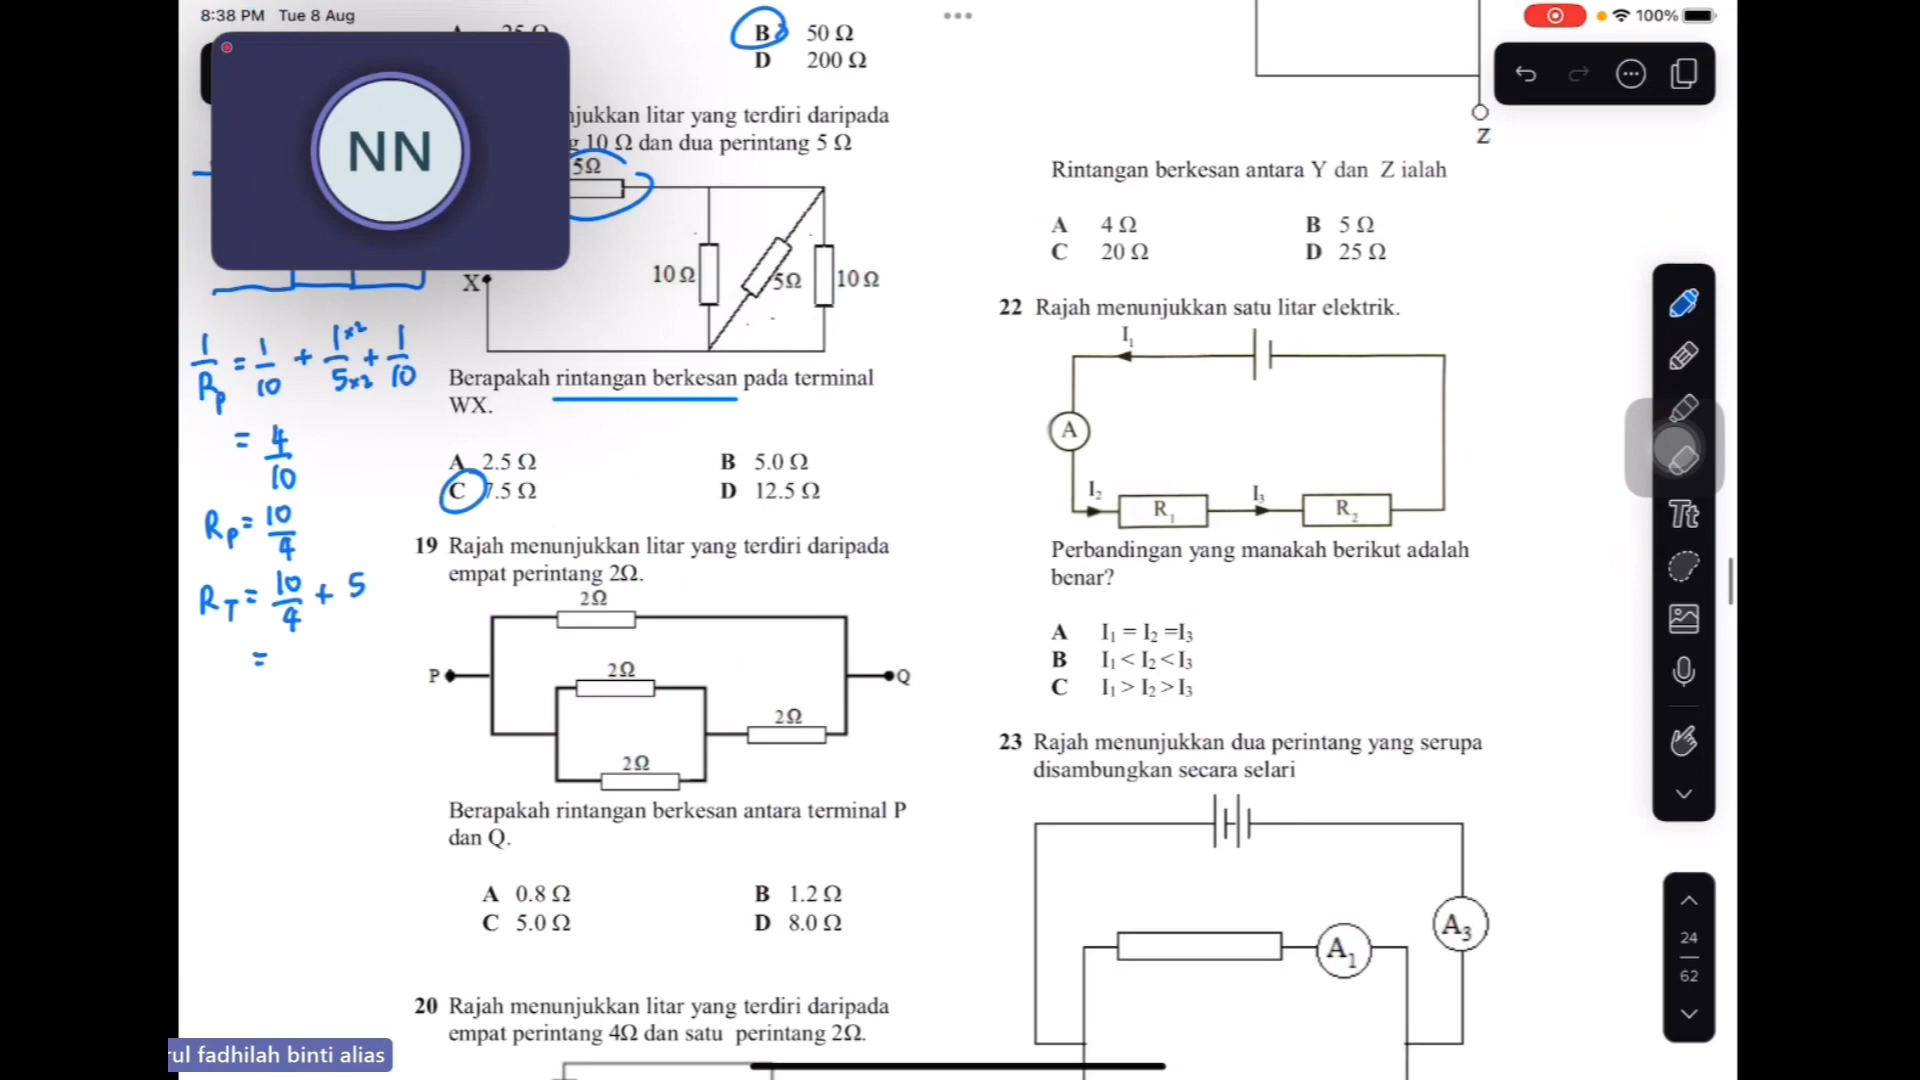 8:38 PM Tue 8 Aug
100%
B 50 Ω
D 200 Ω
NN
njukkan litar yang terdiri daripada
10 Ω dan dua perintang 5 Ω
5Ω
10 Ω
5Ω
10 Ω
X
Berapakah rintangan berkesan pada terminal
WX.
A 2.5 Ω B 5.0 Ω
C 7.5 Ω D 12.5 Ω
1/Rp = 1/10 + 1×2/5×2 + 1/10
= 4/10
Rp = 10/4
RT = 10/4 + 5
=
19 Rajah menunjukkan litar yang terdiri daripada
empat perintang 2Ω.
2Ω
2Ω
2Ω
2Ω
P
Q
Berapakah rintangan berkesan antara terminal P
dan Q.
A 0.8 Ω B 1.2 Ω
C 5.0 Ω D 8.0 Ω
20 Rajah menunjukkan litar yang terdiri daripada
empat perintang 4Ω dan satu perintang 2Ω.
rul fadhilah binti alias
Z
Rintangan berkesan antara Y dan Z ialah
A 4 Ω B 5 Ω
C 20 Ω D 25 Ω
22 Rajah menunjukkan satu litar elektrik.
I₁
A
I₂
R₁
I₃
R₂
Perbandingan yang manakah berikut adalah
benar?
A I₁ = I₂ =I₃
B I₁ < I₂ < I₃
C I₁ > I₂ > I₃
23 Rajah menunjukkan dua perintang yang serupa
disambungkan secara selari
A₁
A₃
Tt
24
62